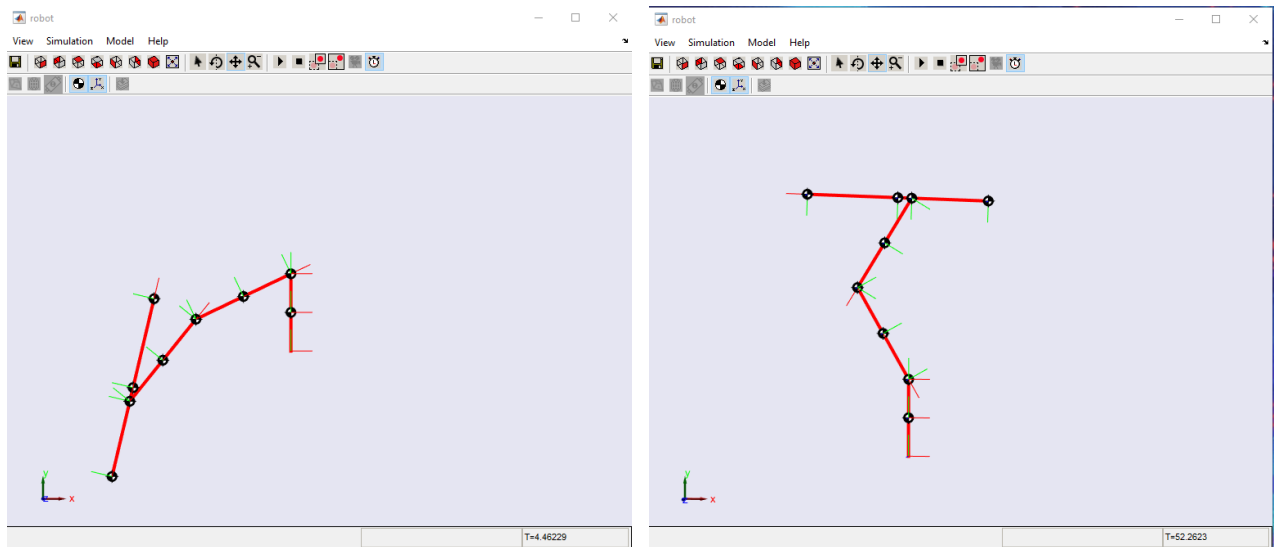 robot
View Simulation Model Help
y
z x
T=4.46229
robot
View Simulation Model Help
y
z x
T=52.2623